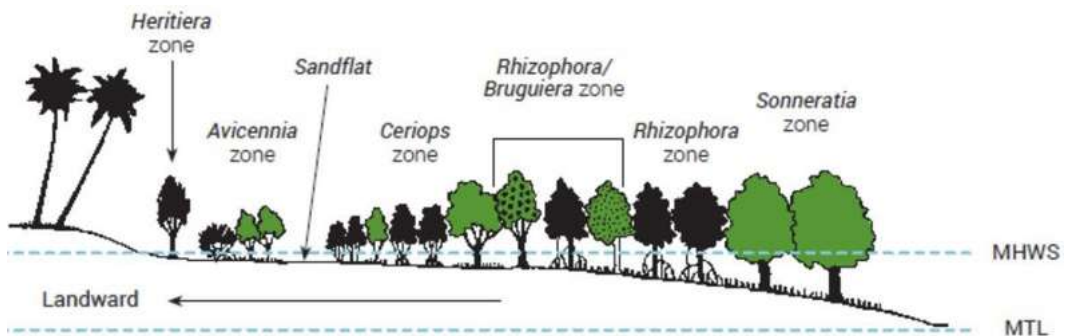 Heritiera
zone
Sandflat
Rhizophora/
Bruguiera zone
Sonneratia
zone
Avicennia
zone
Ceriops
zone
Rhizophora
zone
MHWS
Landward
MTL